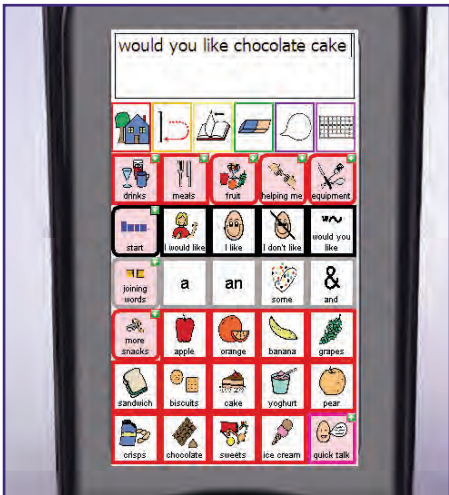 would you like chocolate cake
drinks meals fruit helping me equipment
start I would like I like I don't like would you like
joining words a an some & and
more snacks apple orange banana grapes
sandwich biscuits cake yoghurt pear
crisps chocolate sweets ice cream quick talk